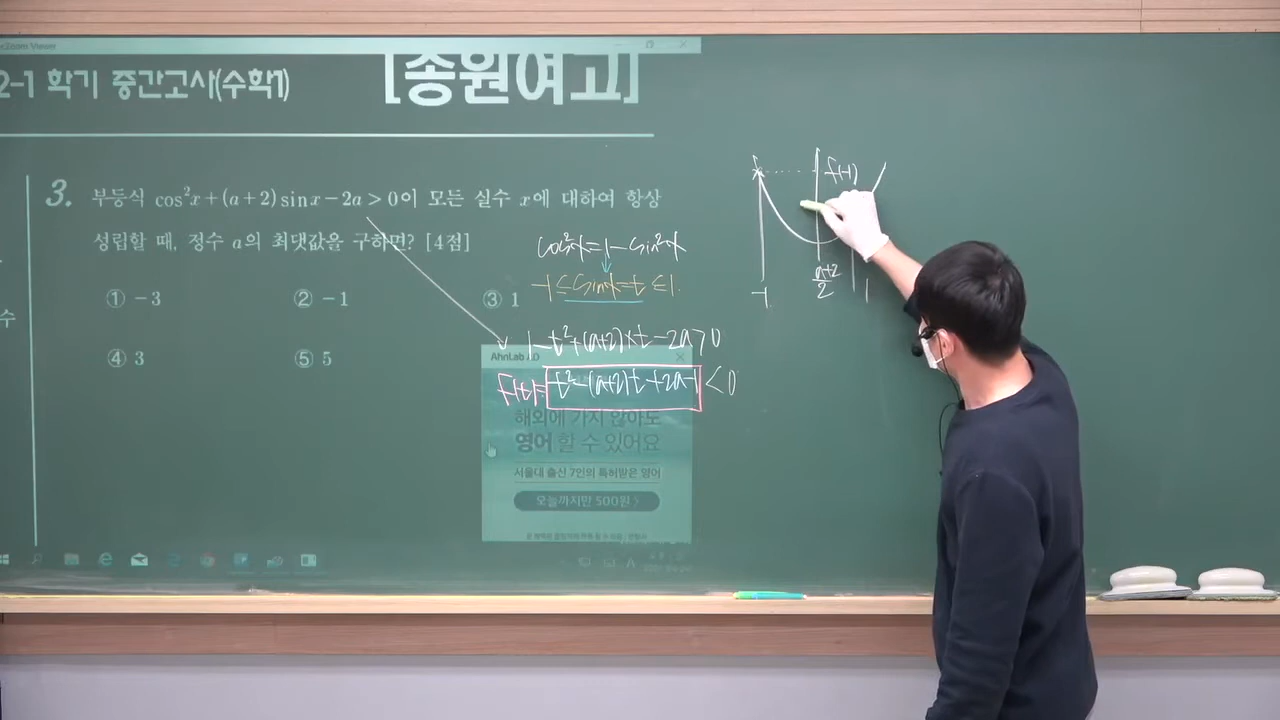 2-1 학기 중간고사(수학1)
[송원여고]
3. 부등식 cos²x+(a+2)sinx−2a>0이 모든 실수 x에 대하여 항상
성립할 때, 정수 a의 최댓값을 구하면? [4점]
① −3
② −1
③ 1
④ 3
⑤ 5
수
cos²x=1−sin²x
−1≤sinx=t≤1
1−t²+(a+2)×t−2a>0
f(t)=t²−(a+2)t+2a−1<0
f(-1)
−1
a+2
2
1
AhnLab AD
해외에 가지 않아도
영어 할 수 있어요
서울대 출신 7인의 특허받은 영어
오늘까지만 500원 >